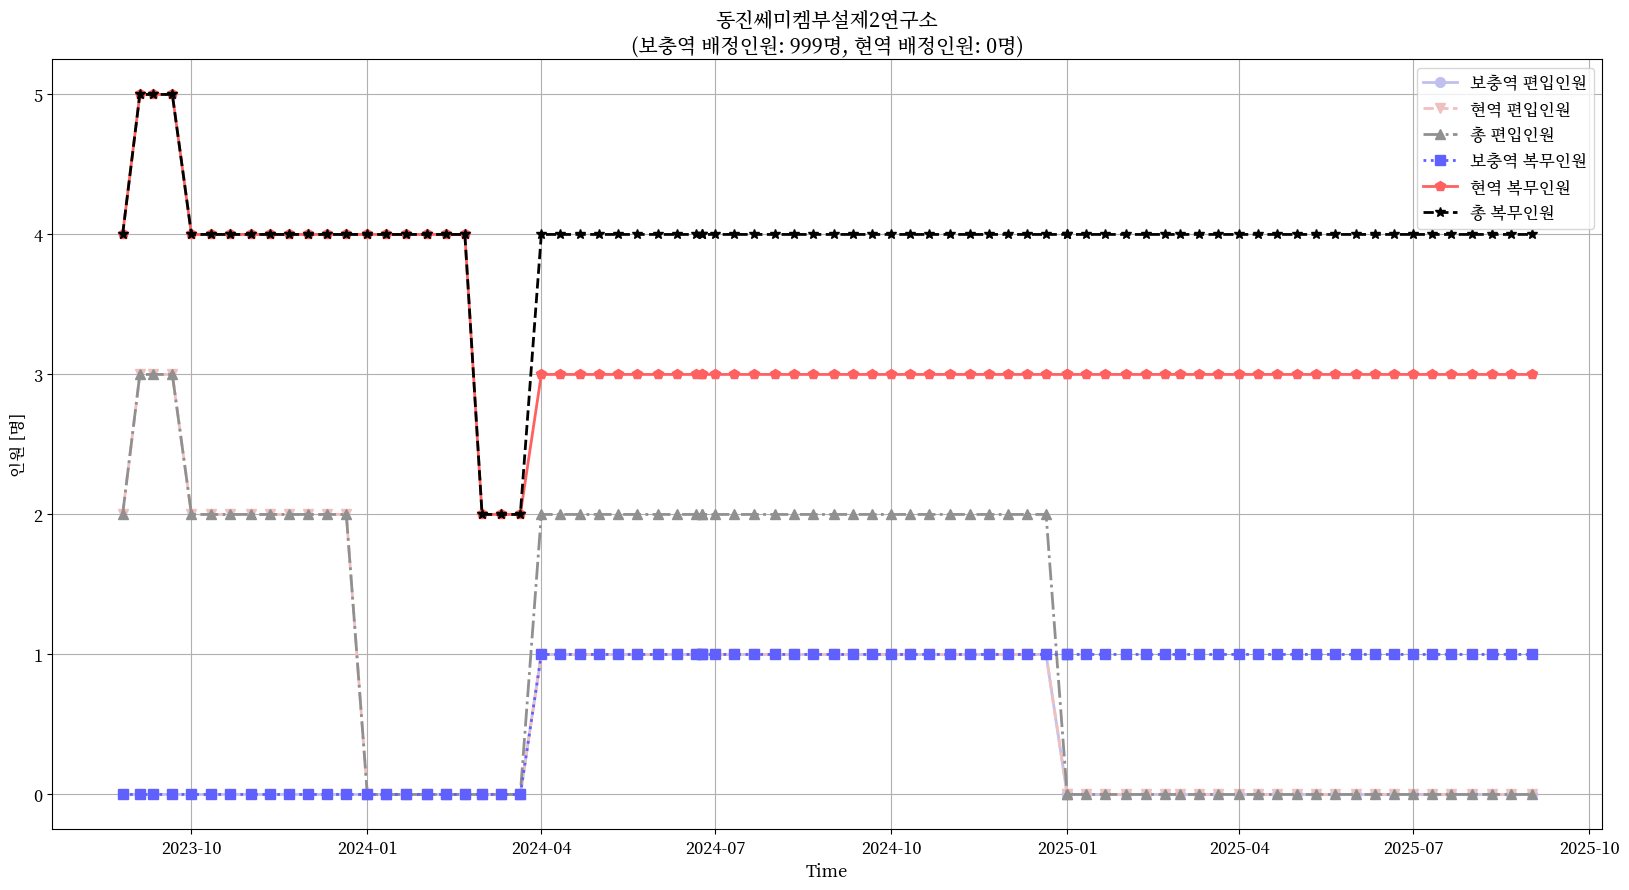 동진쎄미켐부설제2연구소
(보충역 배정인원: 999명, 현역 배정인원: 0명)
보충역 편입인원
현역 편입인원
총 편입인원
보충역 복무인원
현역 복무인원
총 복무인원
인원 [명]
5
4
3
2
1
0
2023-10
2024-01
2024-04
2024-07
2024-10
2025-01
2025-04
2025-07
2025-10
Time